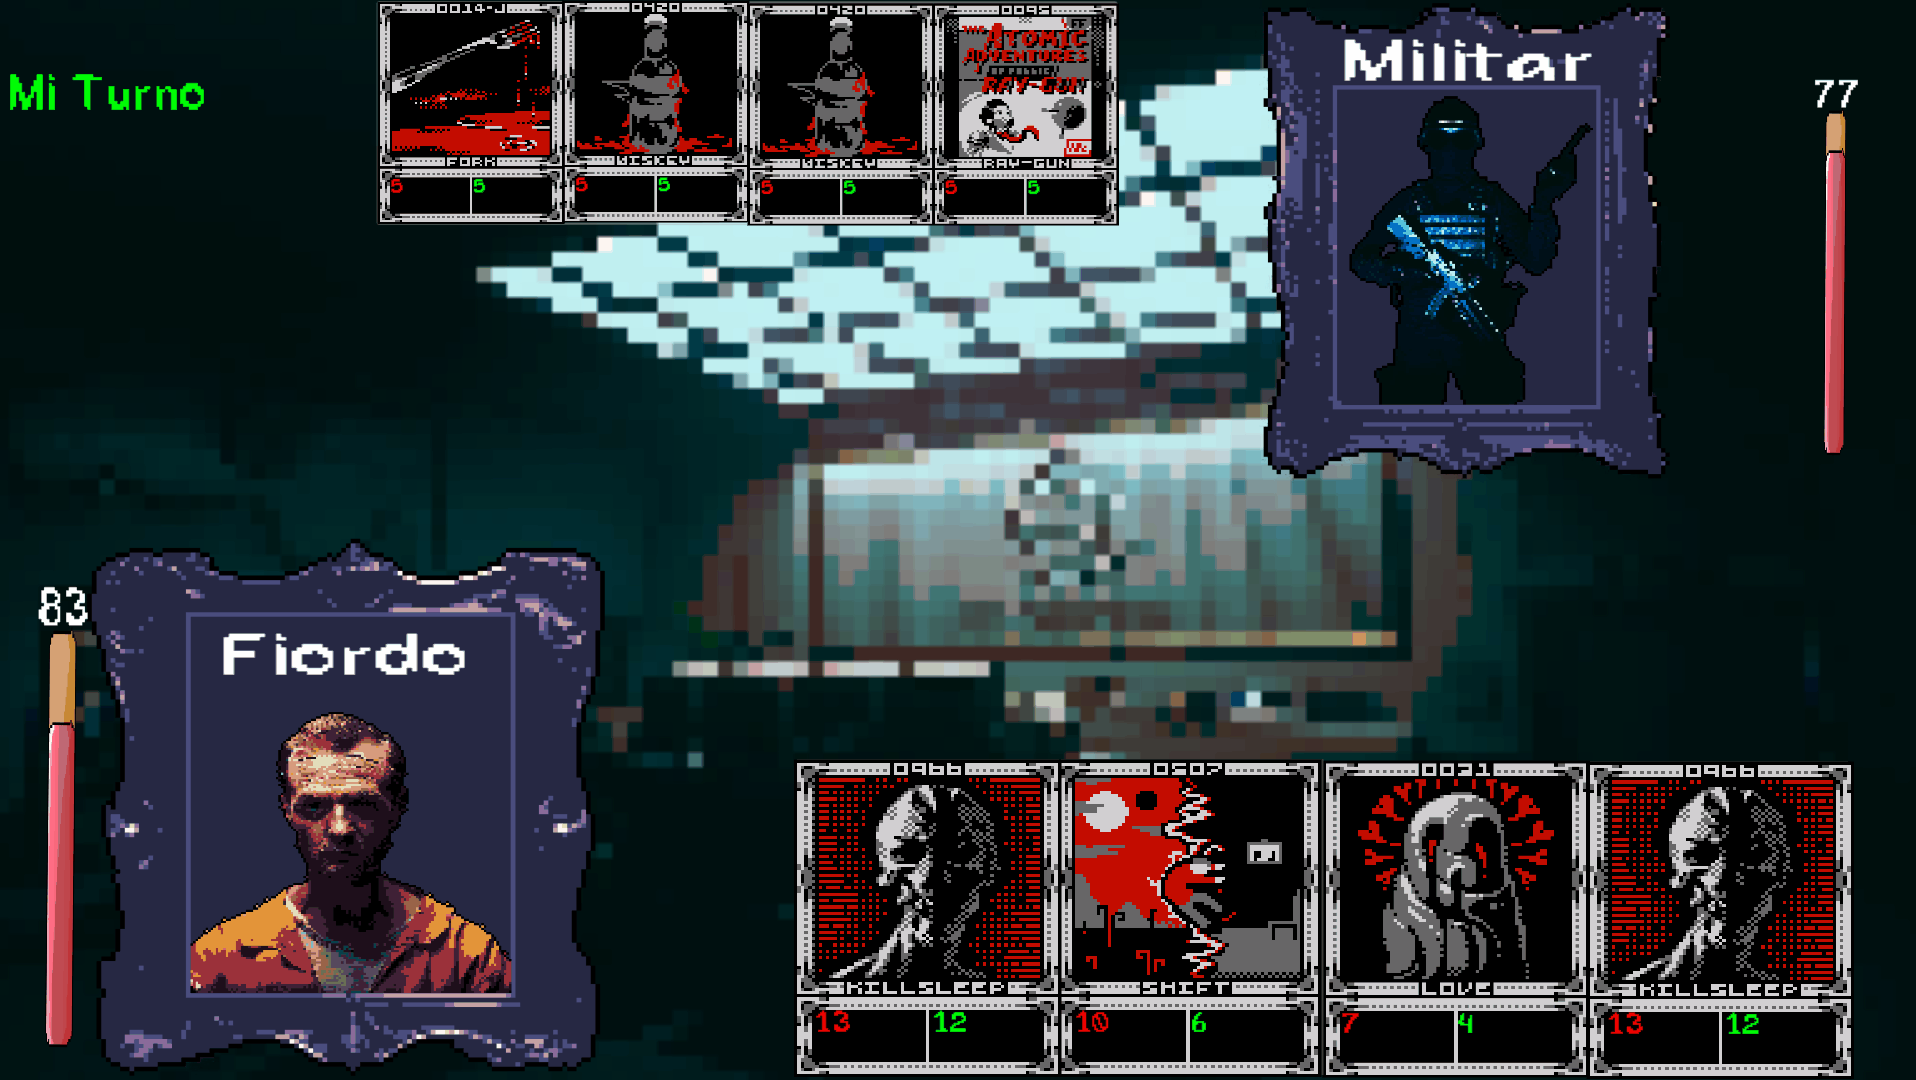 0014-J
0420
0420
0095
Mi Turno
THE
ATOMIC
ADVENTURES
RAY-GUN
FORK
WISKEY
WISKEY
RAY-GUN
5 5
5 5
5 5
5 5
Militar
77
83
Fiordo
0966
0507
0071
0966
KILLSLEEP
SHIFT
LOVE
KILLSLEEP
13 12
10 6
7 4
13 12